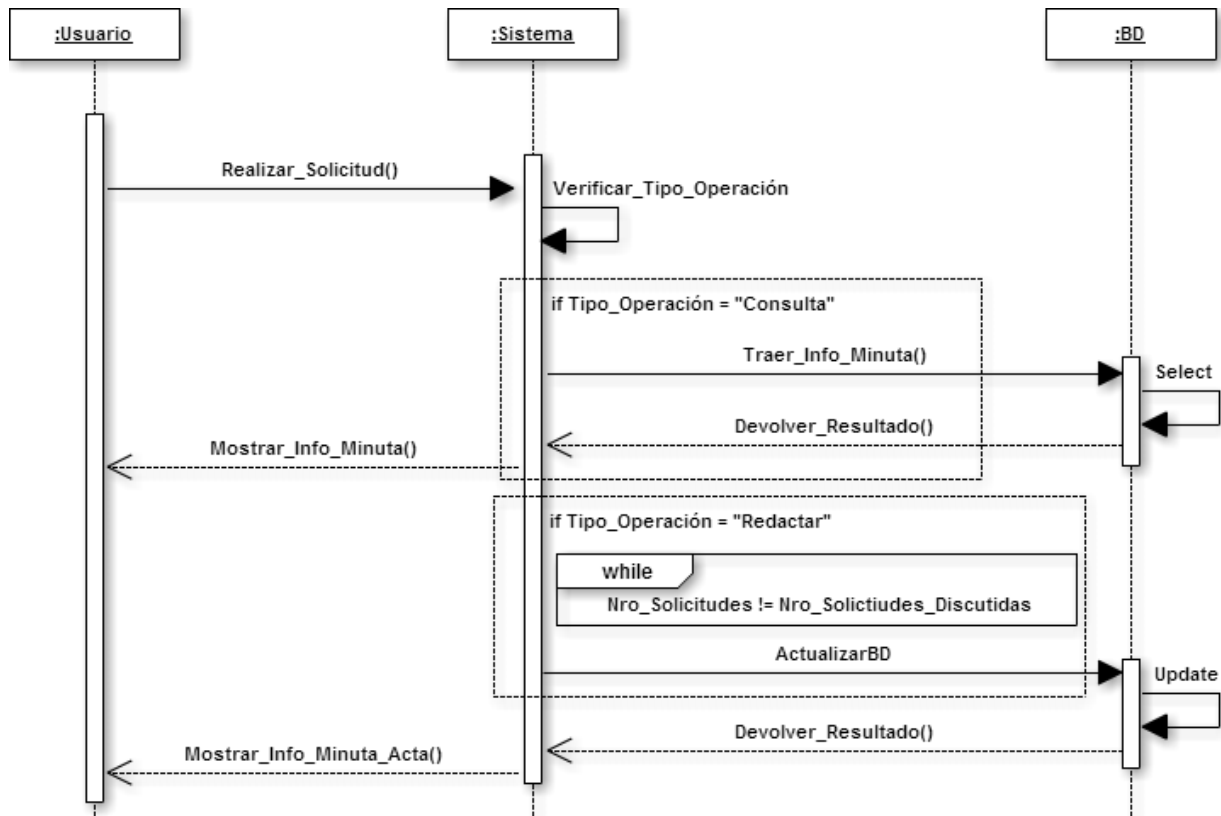 :Usuario
:Sistema
:BD
Realizar_Solicitud()
Verificar_Tipo_Operación
if Tipo_Operación = "Consulta"
Traer_Info_Minuta()
Select
Devolver_Resultado()
Mostrar_Info_Minuta()
if Tipo_Operación = "Redactar"
while
Nro_Solicitudes != Nro_Solictiudes_Discutidas
ActualizarBD
Update
Devolver_Resultado()
Mostrar_Info_Minuta_Acta()